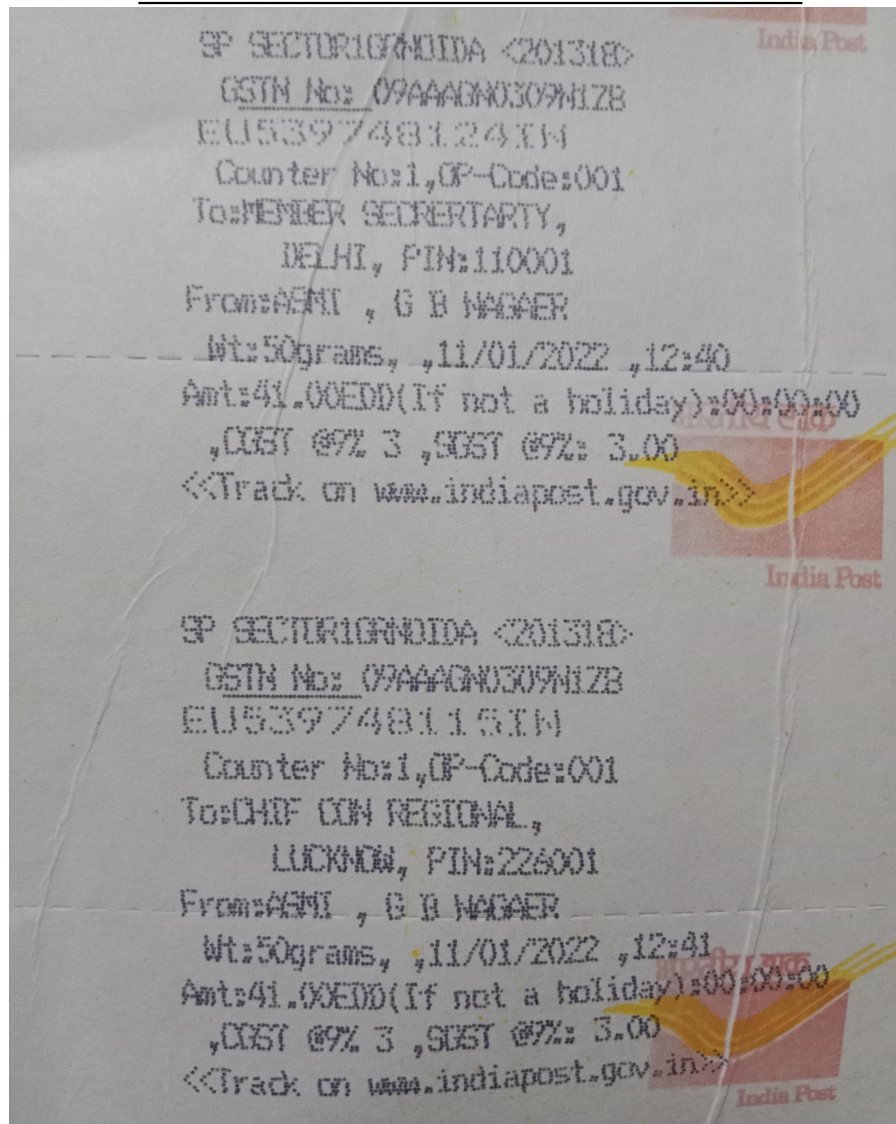 India Post
SP SECTOR1GRNOIDA <201318>
GSTN No: 09AAAGN0309N1ZB
EU539748124IN
Counter No:1,OP-Code:001
To:MEMBER SECRERTARTY,
DELHI, PIN:110001
From:ASMI , G B NAGAER
Wt:50grams, ,11/01/2022 ,12:40
Amt:41.00EDD(If not a holiday):00:00:00
,CGST @9% 3 ,SGST @9%: 3.00
<<Track on www.indiapost.gov.in>>
India Post
SP SECTOR1GRNOIDA <201318>
GSTN No: 09AAAGN0309N1ZB
EU539748115IN
Counter No:1,OP-Code:001
To:CHIF CON REGIONAL,
LUCKNOW, PIN:226001
From:ASMI , G B NAGAER
Wt:50grams, ,11/01/2022 ,12:41
भारतीय डाक
Amt:41.00EDD(If not a holiday):00:00:00
,CGST @9% 3 ,SGST @9%: 3.00
<<Track on www.indiapost.gov.in>>
India Post